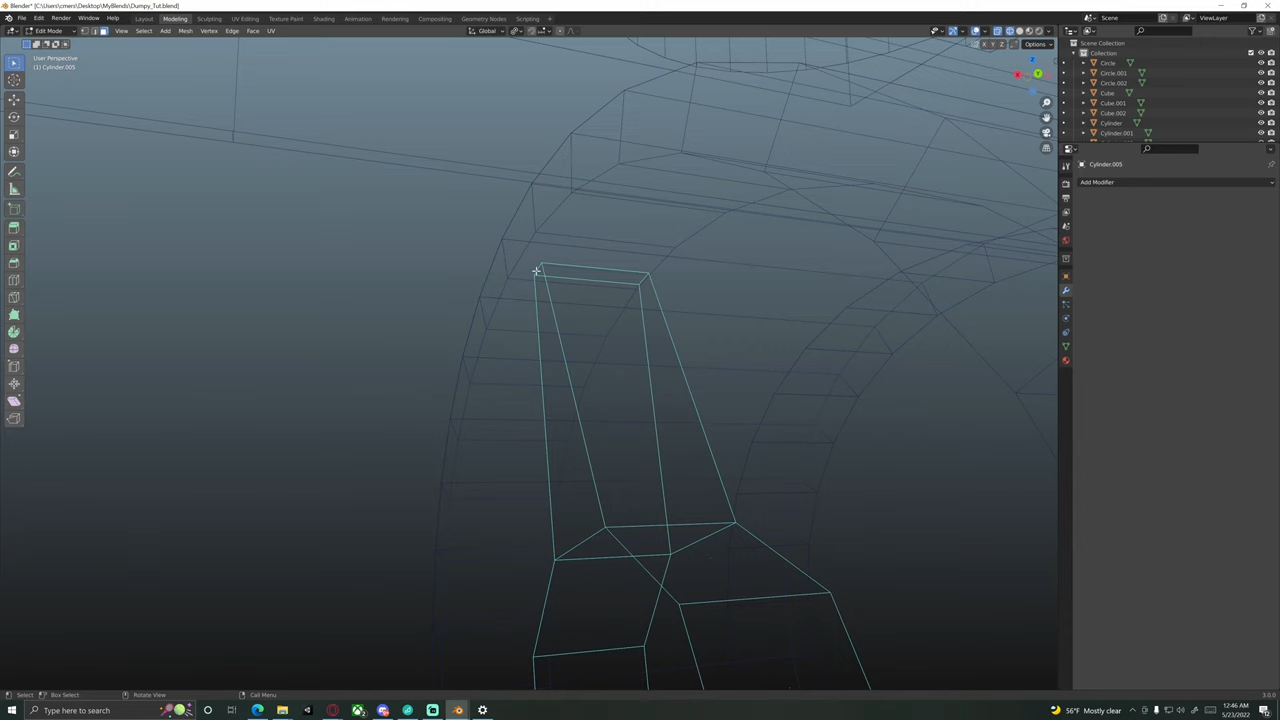 Blender* [C:\Users\cmers\Desktop\MyBlends\Dumpy_Tut.blend]
File Edit Render Window Help Layout Modeling Sculpting UV Editing Texture Paint Shading Animation Rendering Compositing Geometry Nodes Scripting Scene ViewLayer
Edit Mode View Select Add Mesh Vertex Edge Face UV Global
X Y Z Options
User Perspective
(1) Cylinder.005
Scene Collection
Collection
Circle
Circle.001
Circle.002
Cube
Cube.001
Cube.002
Cylinder
Cylinder.001
Cylinder.005
Add Modifier
Select Box Select Rotate View Call Menu 3.0.0
Type here to search
56°F Mostly clear
12:46 AM
5/23/2022